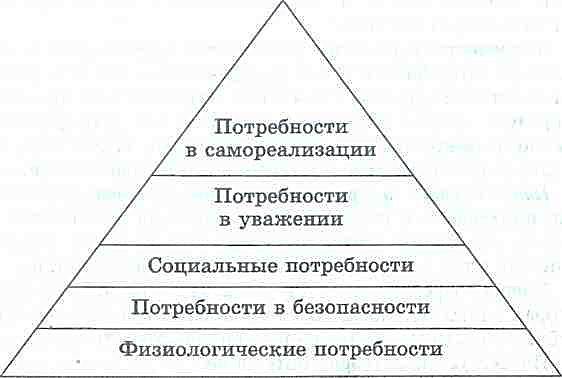 Потребности
в самореализации
Потребности
в уважении
Социальные потребности
Потребности в безопасности
Физиологические потребности